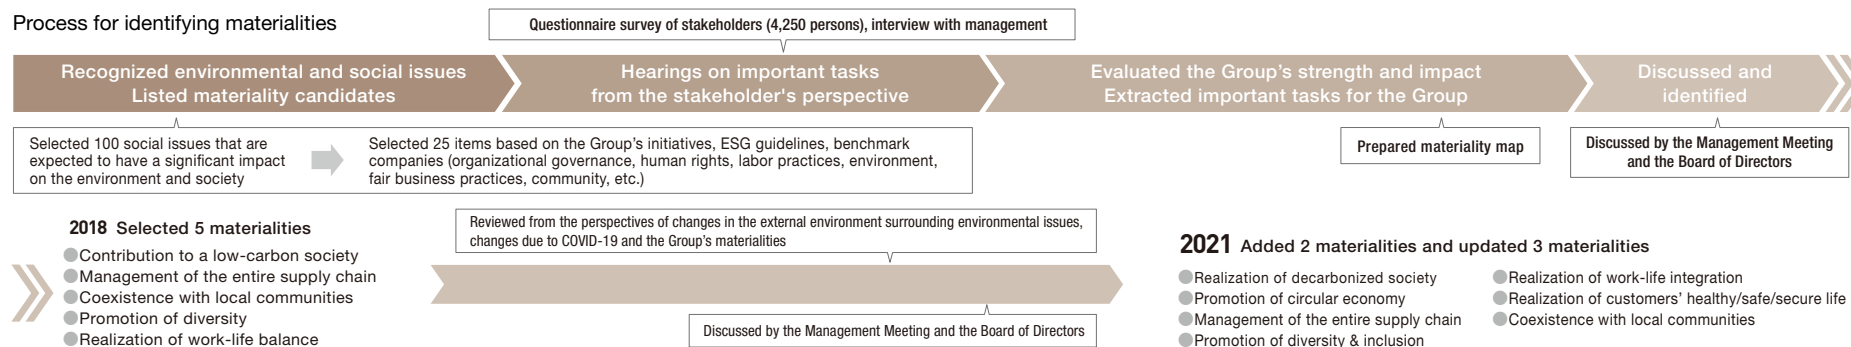 Process for identifying materialities
Questionnaire survey of stakeholders (4,250 persons), interview with management
Recognized environmental and social issues
Listed materiality candidates
Hearings on important tasks
from the stakeholder's perspective
Evaluated the Group's strength and impact
Extracted important tasks for the Group
Discussed and
identified
Selected 100 social issues that are
expected to have a significant impact
on the environment and society
Selected 25 items based on the Group's initiatives, ESG guidelines, benchmark
companies (organizational governance, human rights, labor practices, environment,
fair business practices, community, etc.)
Prepared materiality map
Discussed by the Management Meeting
and the Board of Directors
2018 Selected 5 materialities
Contribution to a low-carbon society
Management of the entire supply chain
Coexistence with local communities
Promotion of diversity
Realization of work-life balance
Reviewed from the perspectives of changes in the external environment surrounding environmental issues,
changes due to COVID-19 and the Group's materialities
Discussed by the Management Meeting and the Board of Directors
2021 Added 2 materialities and updated 3 materialities
Realization of decarbonized society
Promotion of circular economy
Management of the entire supply chain
Promotion of diversity & inclusion
Realization of work-life integration
Realization of customers' healthy/safe/secure life
Coexistence with local communities